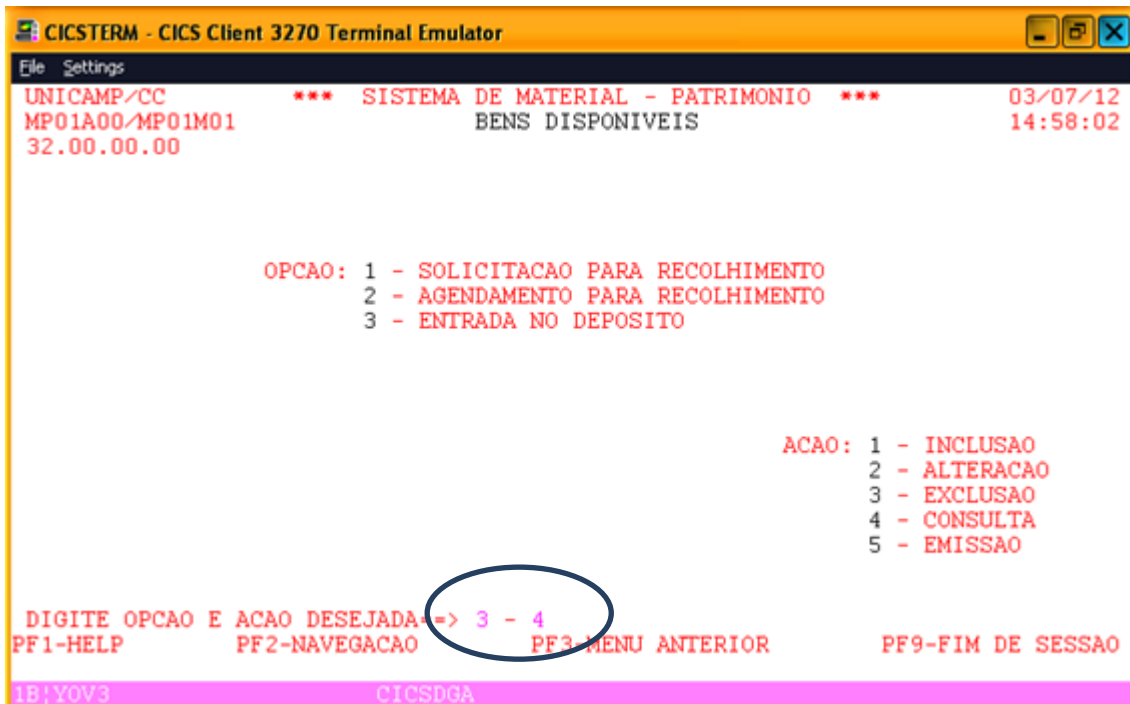 CICSTERM - CICS Client 3270 Terminal Emulator
File Settings
UNICAMP/CC *** SISTEMA DE MATERIAL - PATRIMONIO *** 03/07/12
MP01A00/MP01M01 BENS DISPONIVEIS 14:58:02
32.00.00.00
OPCAO: 1 - SOLICITACAO PARA RECOLHIMENTO
2 - AGENDAMENTO PARA RECOLHIMENTO
3 - ENTRADA NO DEPOSITO
ACAO: 1 - INCLUSAO
2 - ALTERACAO
3 - EXCLUSAO
4 - CONSULTA
5 - EMISSAO
DIGITE OPCAO E ACAO DESEJADA==> 3 - 4
PF1-HELP PF2-NAVEGACAO PF3-MENU ANTERIOR PF9-FIM DE SESSAO
1B¦YOV3 CICSDGA